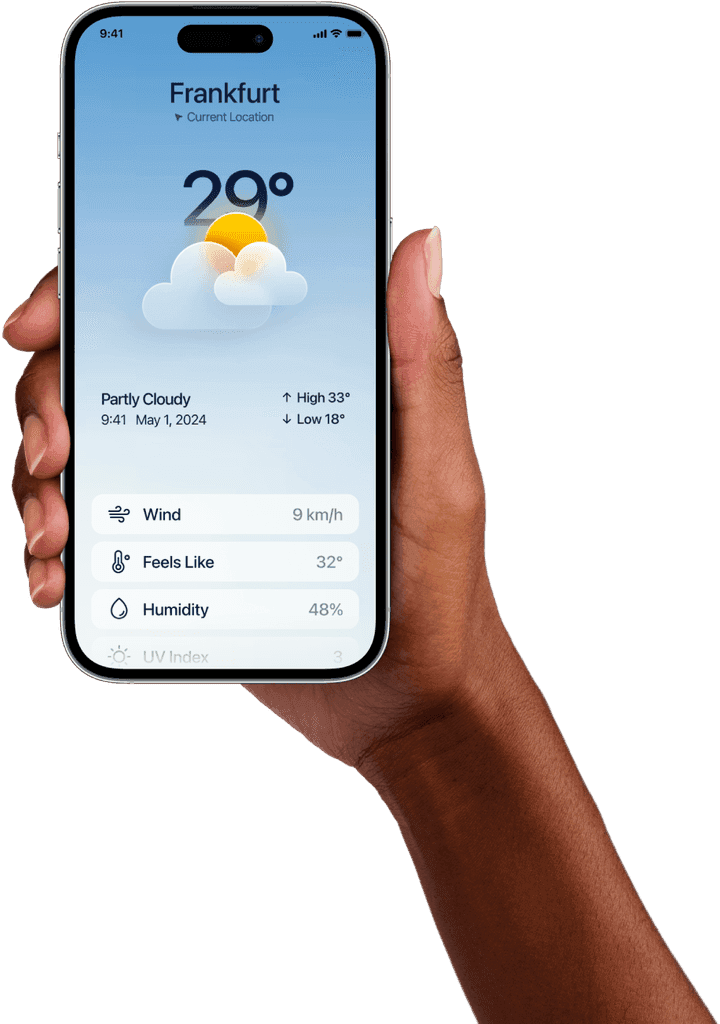 9:41
Frankfurt
Current Location
29°
Partly Cloudy
↑ High 33°
9:41 May 1, 2024
↓ Low 18°
Wind 9 km/h
Feels Like 32°
Humidity 48%
UV Index 3